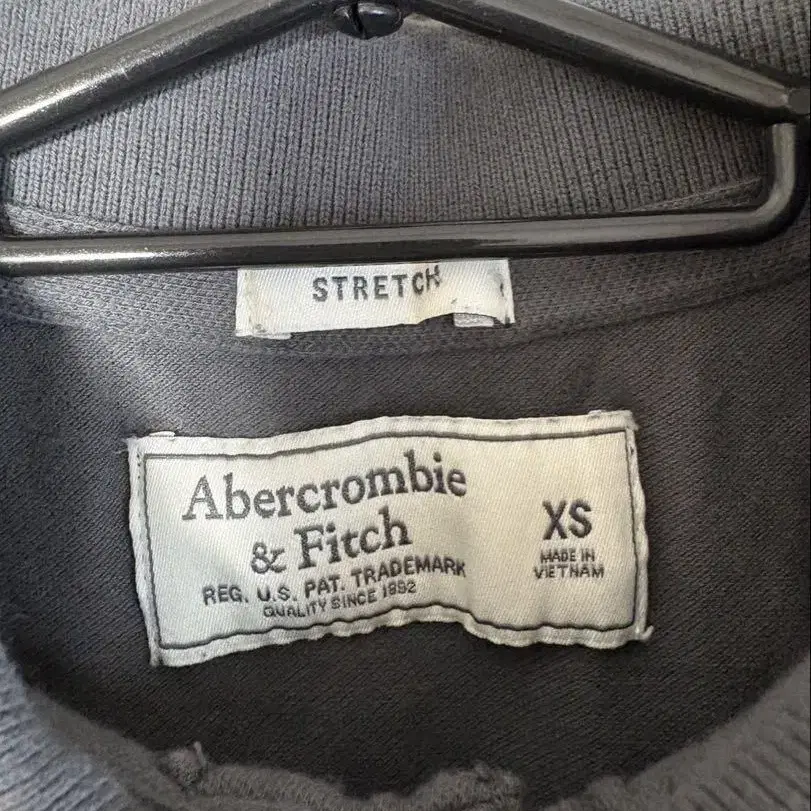 STRETCH
Abercrombie
& Fitch
REG. U.S. PAT. TRADEMARK
QUALITY SINCE 1892
XS
MADE IN
VIETNAM